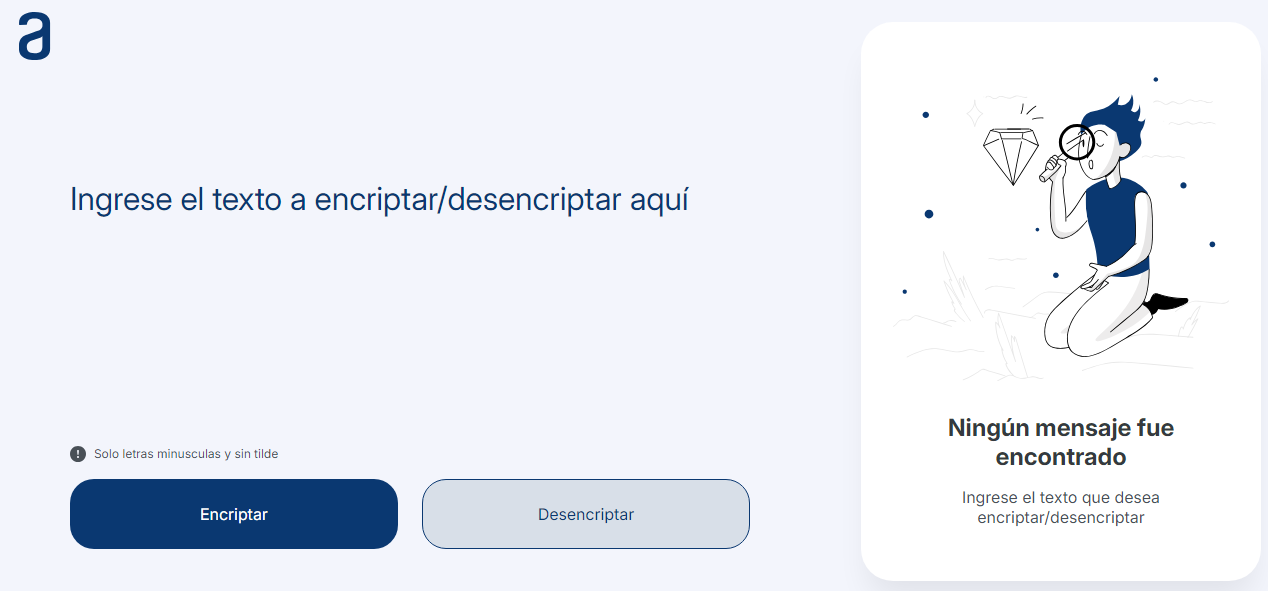 a
Ingrese el texto a encriptar/desencriptar aquí
Solo letras minusculas y sin tilde
Encriptar
Desencriptar
Ningún mensaje fue
encontrado
Ingrese el texto que desea
encriptar/desencriptar